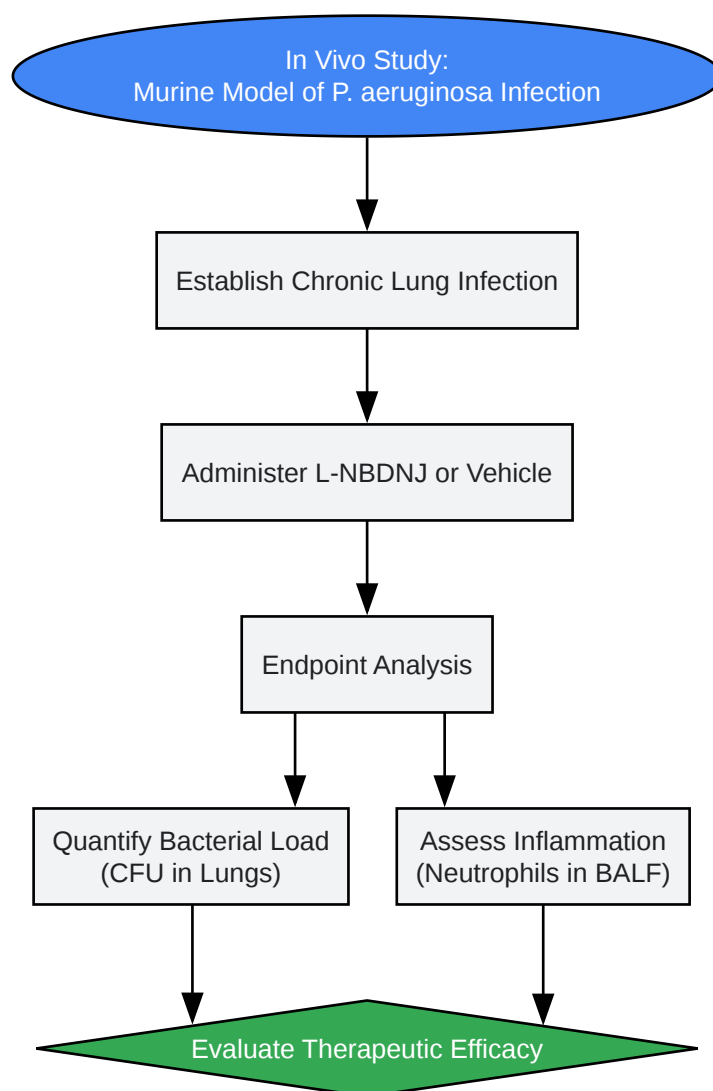 In Vivo Study:
Murine Model of P. aeruginosa Infection
Establish Chronic Lung Infection
Administer L-NBDNJ or Vehicle
Endpoint Analysis
Quantify Bacterial Load
(CFU in Lungs)
Assess Inflammation
(Neutrophils in BALF)
Evaluate Therapeutic Efficacy